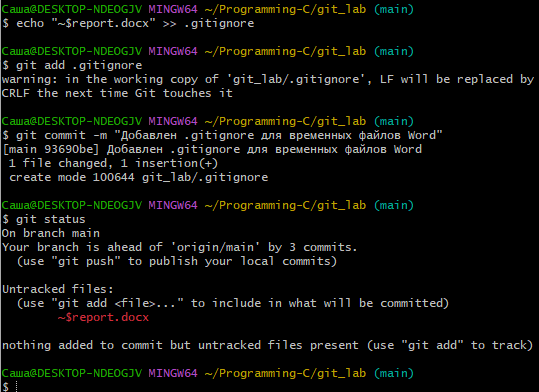 Саша@DESKTOP-NDEOGJV MINGW64 ~/Programming-C/git_lab (main)
$ echo "~$report.docx" >> .gitignore
Саша@DESKTOP-NDEOGJV MINGW64 ~/Programming-C/git_lab (main)
$ git add .gitignore
warning: in the working copy of 'git_lab/.gitignore', LF will be replaced by
CRLF the next time Git touches it
Саша@DESKTOP-NDEOGJV MINGW64 ~/Programming-C/git_lab (main)
$ git commit -m "Добавлен .gitignore для временных файлов Word"
[main 93690be] Добавлен .gitignore для временных файлов Word
 1 file changed, 1 insertion(+)
 create mode 100644 git_lab/.gitignore
Саша@DESKTOP-NDEOGJV MINGW64 ~/Programming-C/git_lab (main)
$ git status
On branch main
Your branch is ahead of 'origin/main' by 3 commits.
  (use "git push" to publish your local commits)
Untracked files:
  (use "git add <file>..." to include in what will be committed)
        ~$report.docx
nothing added to commit but untracked files present (use "git add" to track)
Саша@DESKTOP-NDEOGJV MINGW64 ~/Programming-C/git_lab (main)
$